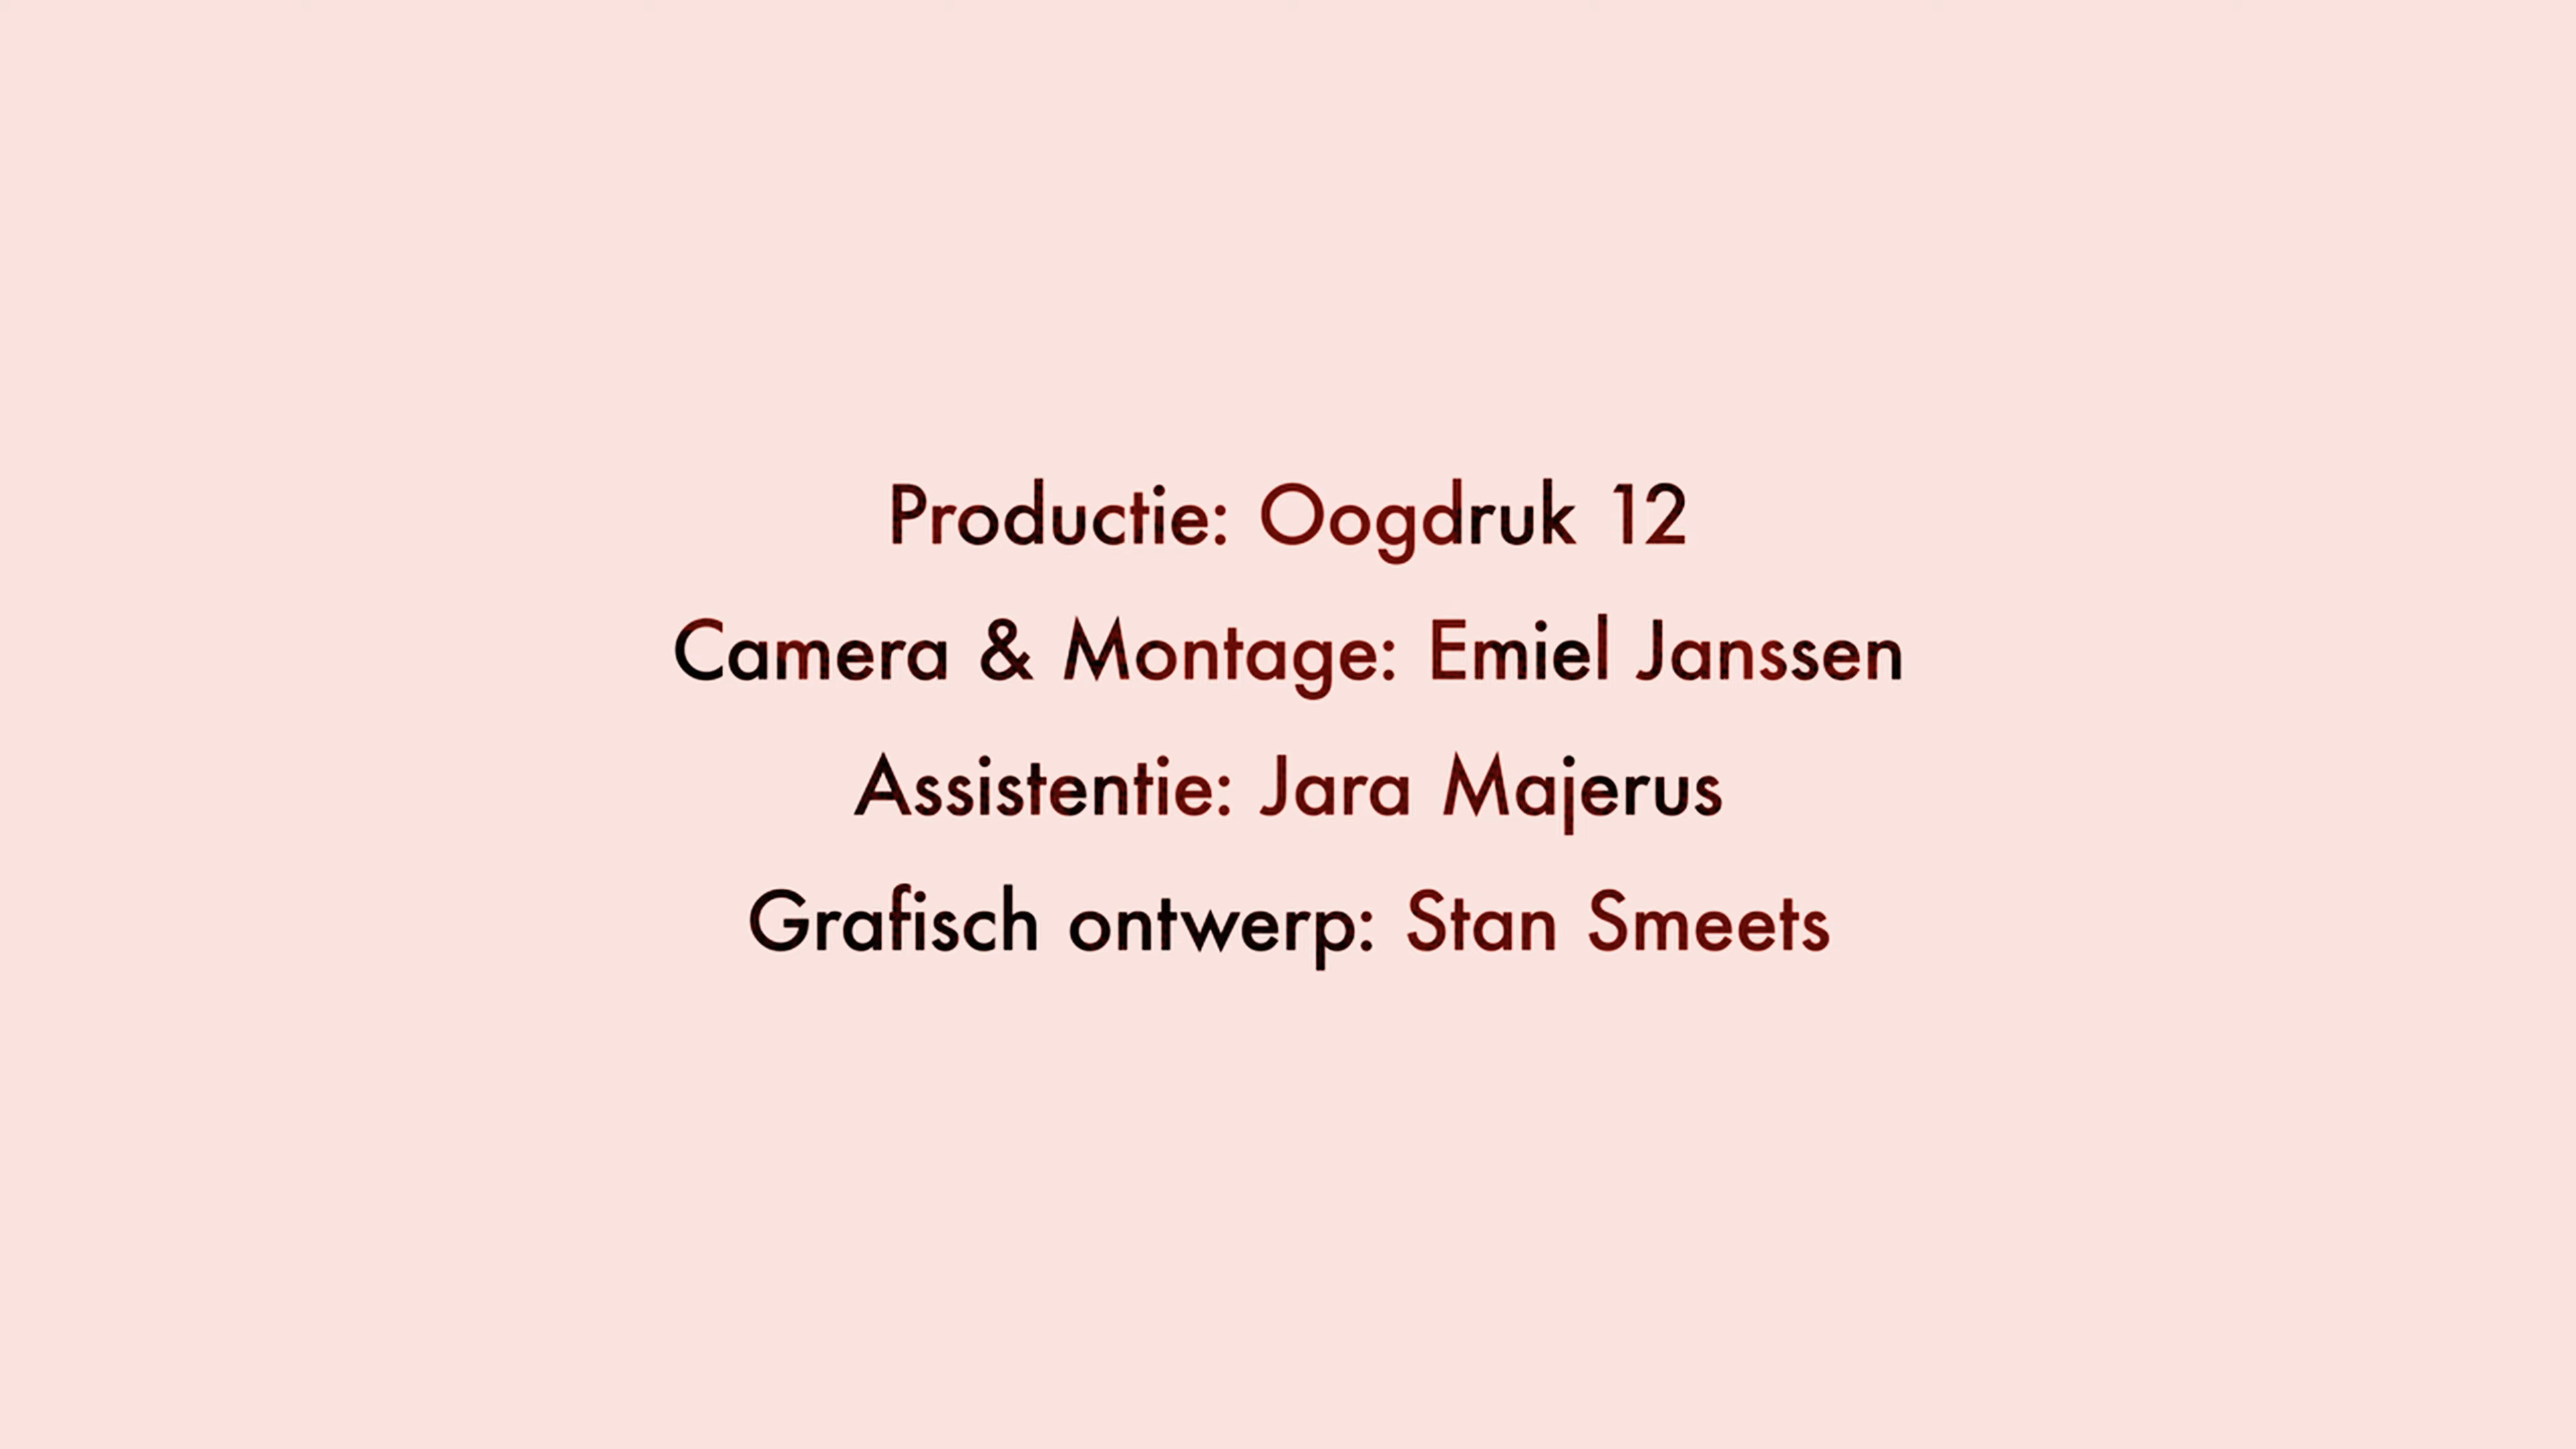 Productie: Oogdruk 12
Camera & Montage: Emiel Janssen
Assistentie: Jara Majerus
Grafisch ontwerp: Stan Smeets